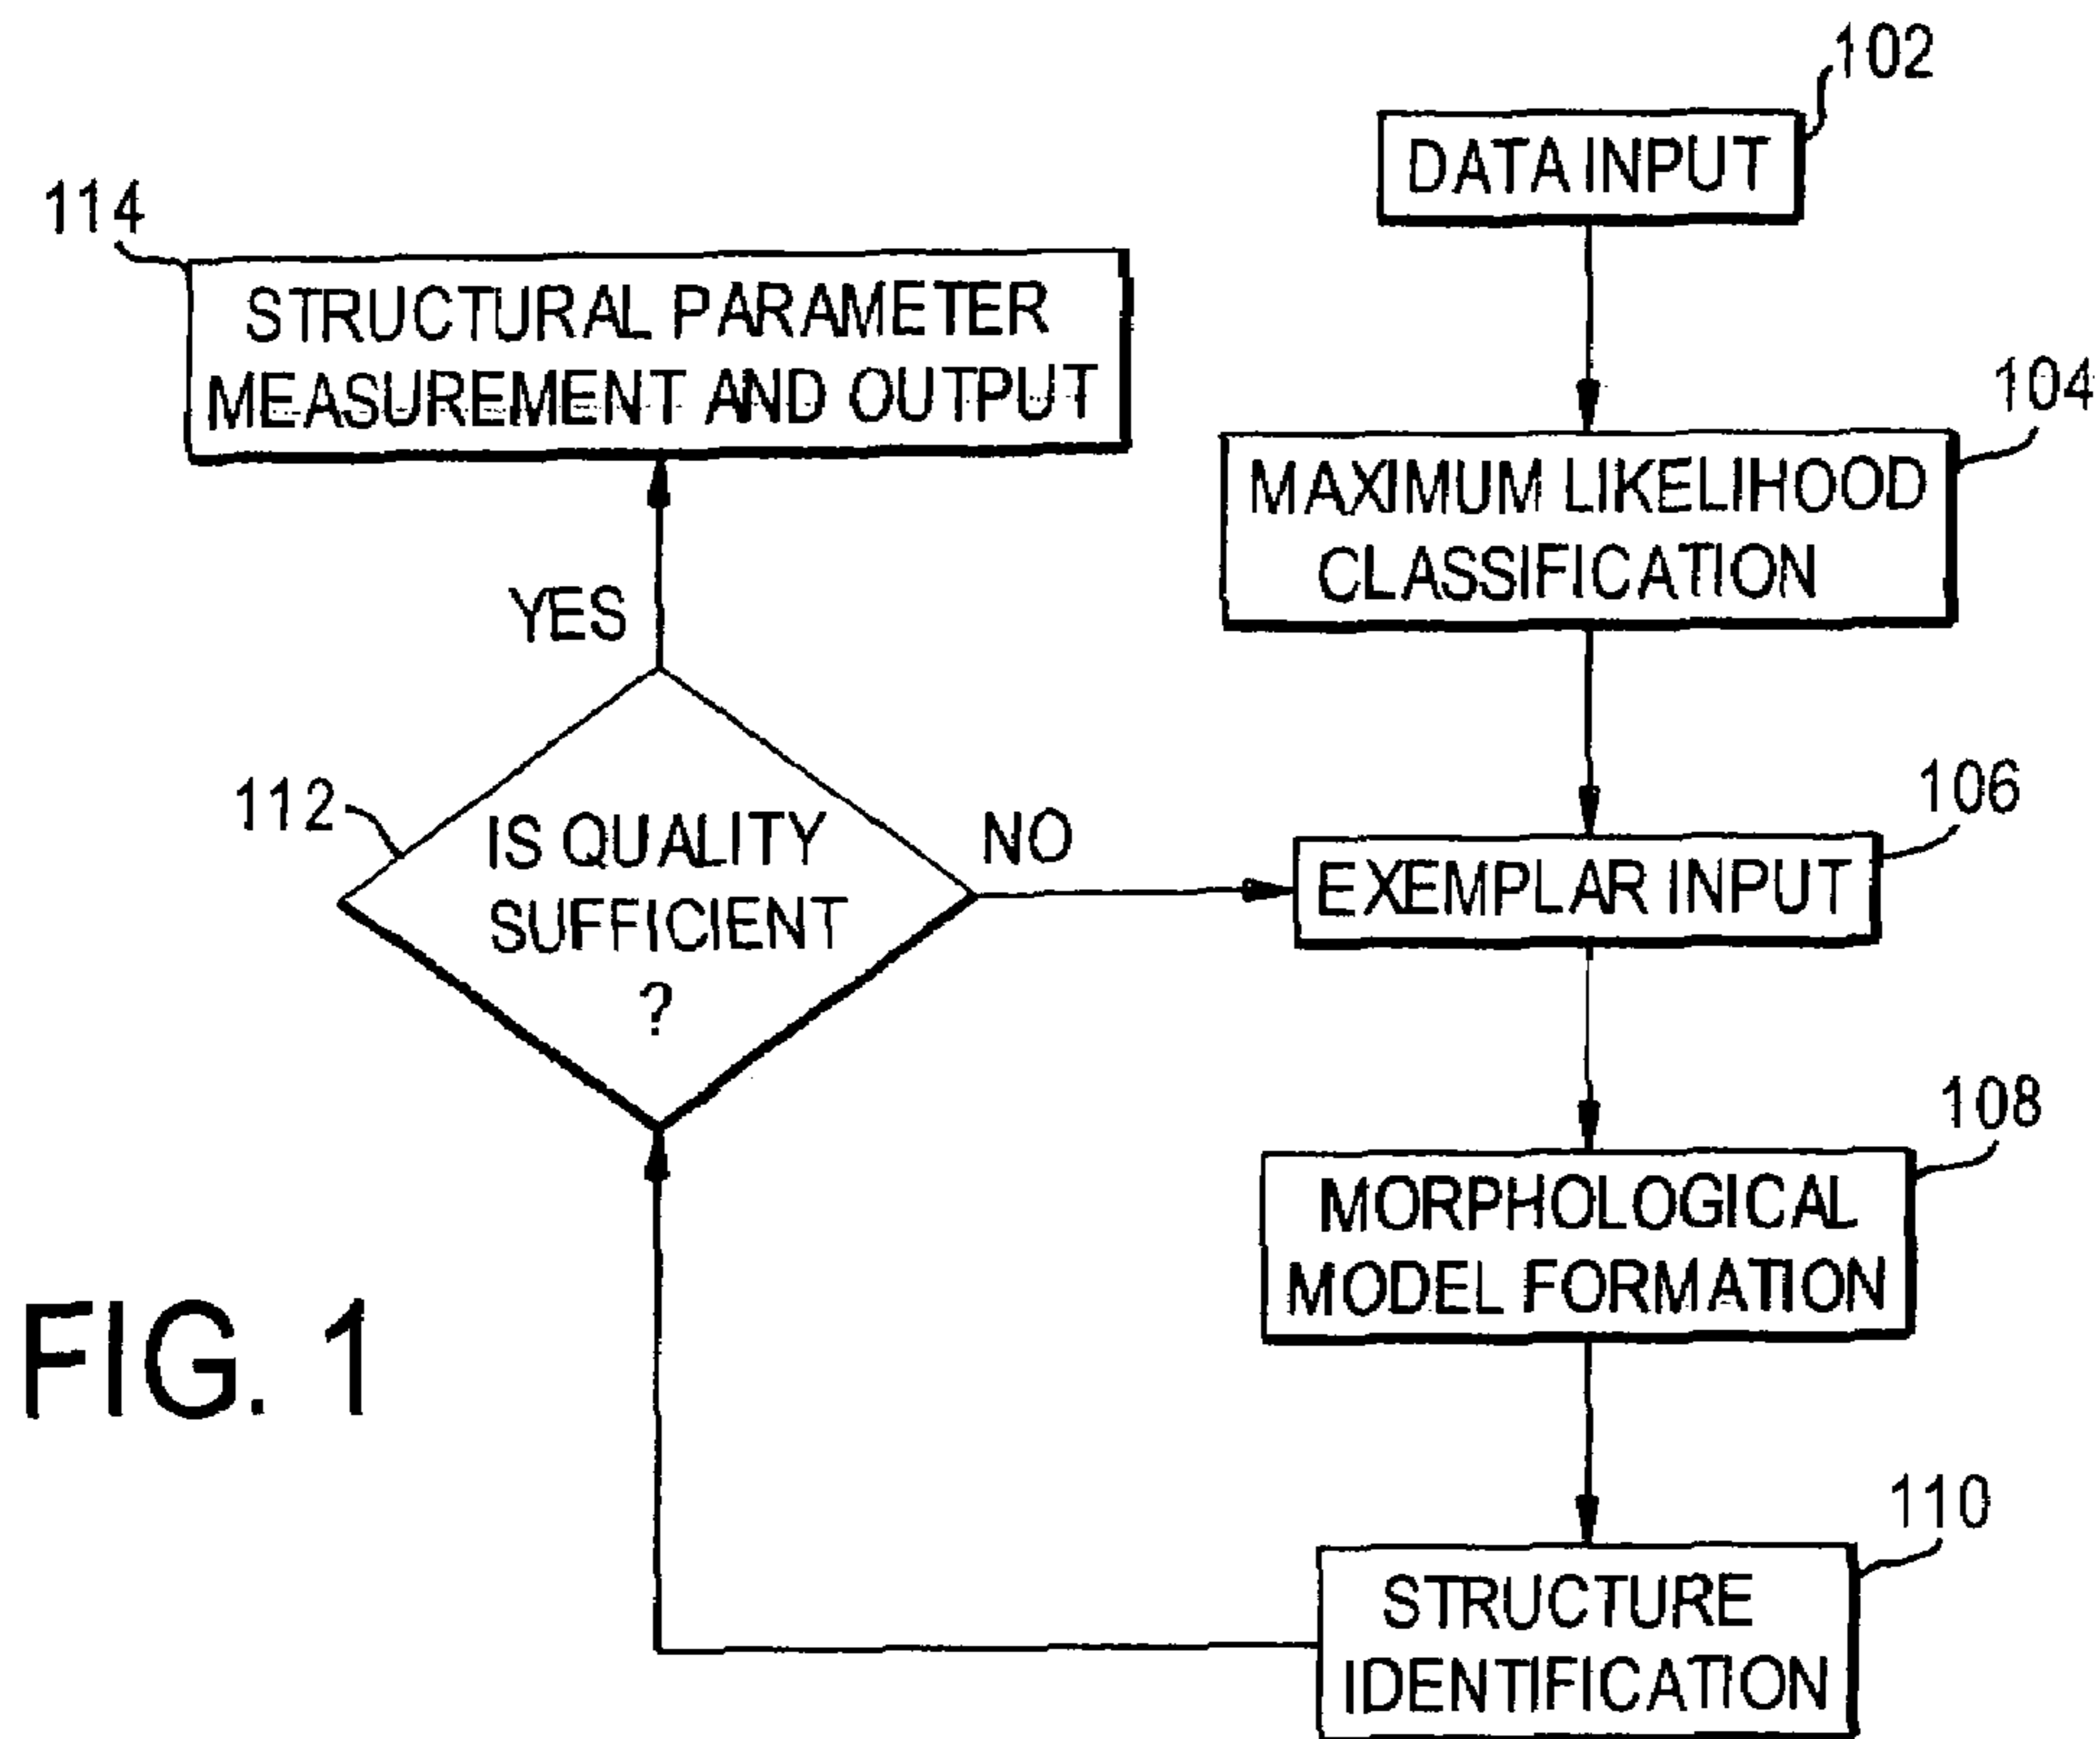 102
DATA INPUT
104
MAXIMUM LIKELIHOOD
CLASSIFICATION
106
EXEMPLAR INPUT
108
MORPHOLOGICAL
MODEL FORMATION
110
STRUCTURE
IDENTIFICATION
112
IS QUALITY
SUFFICIENT
?
NO
YES
114
STRUCTURAL PARAMETER
MEASUREMENT AND OUTPUT
FIG. 1